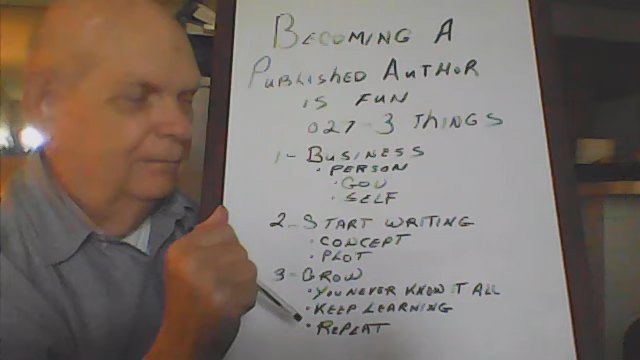 BECOMING A
PUBLISHED AUTHOR
IS FUN
027-3 THINGS
1-BUSINESS
• PERSON
• GOV
• SELF
2-START WRITING
• CONCEPT
• PLOT
3-GROW
• YOU NEVER KNOW IT ALL
• KEEP LEARNING
• REPEAT